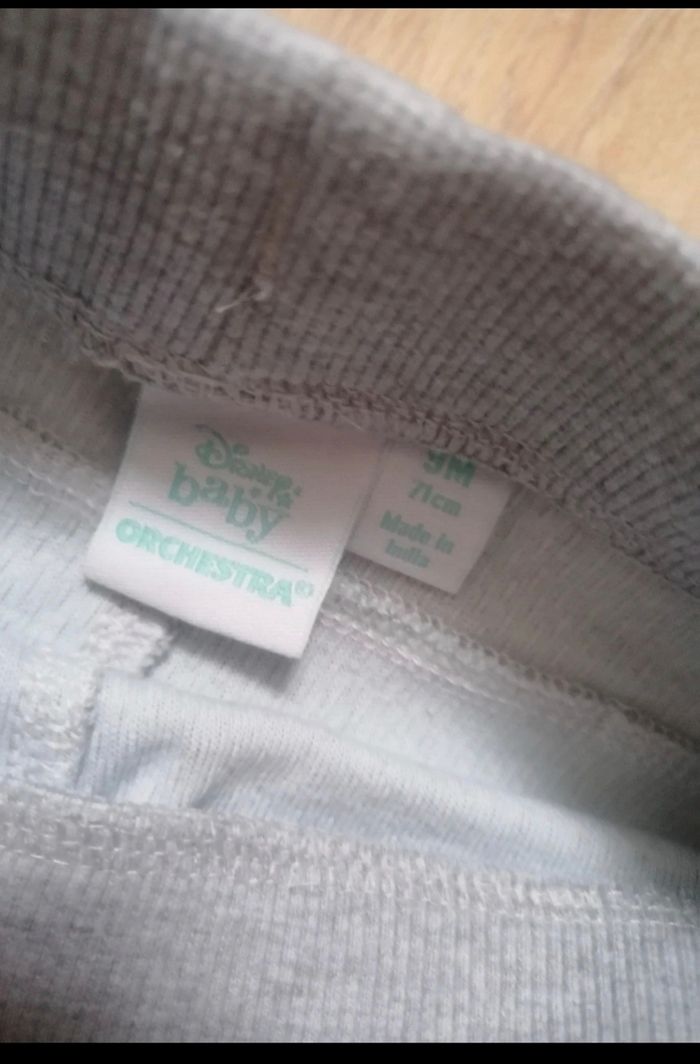 Disney
baby
ORCHESTRA®
9M
71cm
Made in
India